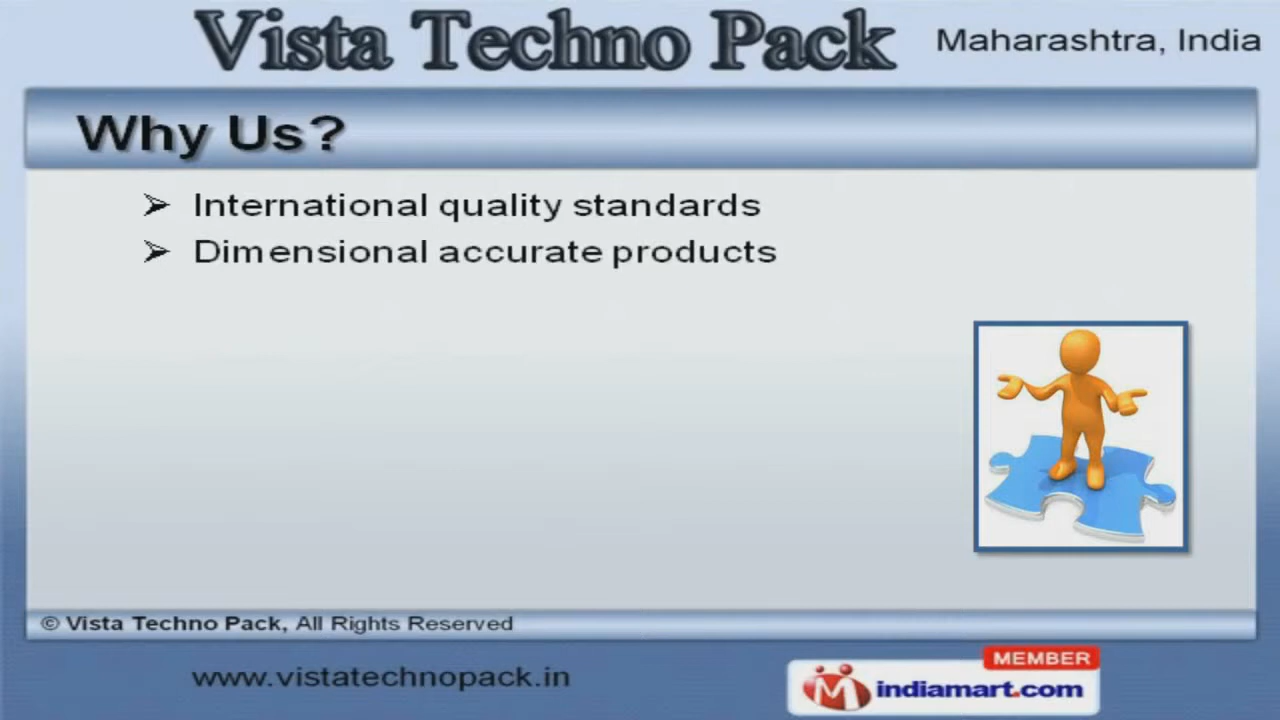 Vista Techno Pack
Maharashtra, India
Why Us?
➢ International quality standards
➢ Dimensional accurate products
© Vista Techno Pack, All Rights Reserved
www.vistatechnopack.in
MEMBER
indiamart.com